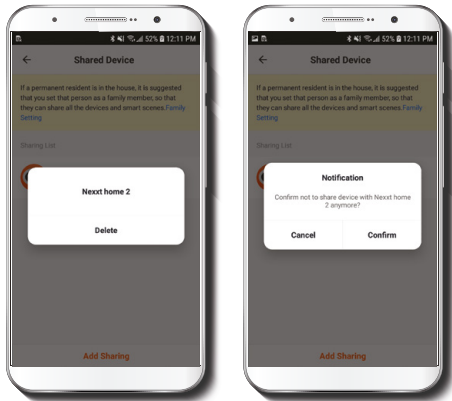 52% 12:11 PM
Shared Device
If a permanent resident is in the house, it is suggested
that you set that person as a family member, so that
they can share all the devices and smart scenes.Family
Setting
Sharing List
Nexxt home 2
Delete
Add Sharing
52% 12:11 PM
Shared Device
If a permanent resident is in the house, it is suggested
that you set that person as a family member, so that
they can share all the devices and smart scenes.Family
Setting
Sharing List
Notification
Confirm not to share device with Nexxt home
2 anymore?
Cancel Confirm
Add Sharing